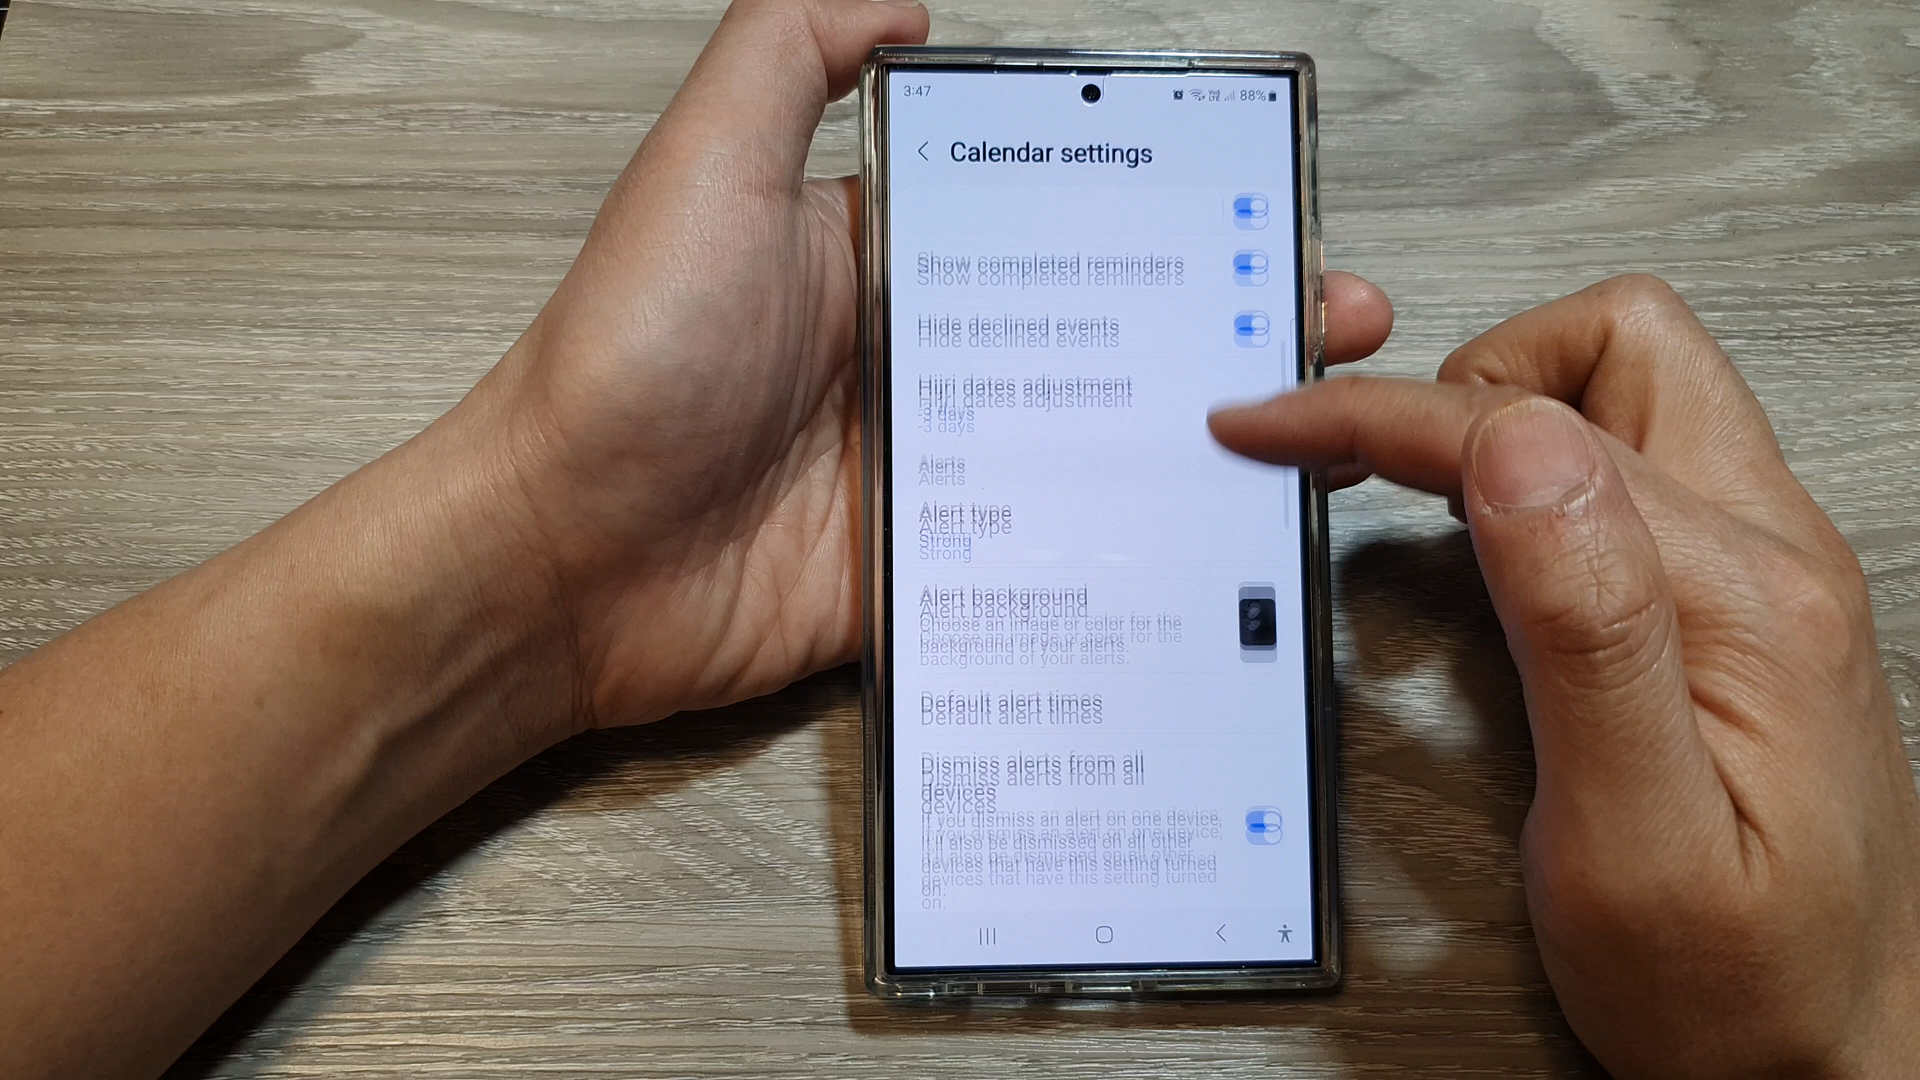 3:47
Vo)
LTE
88%
Calendar settings
Show completed reminders
Hide declined events
Hijri dates adjustment
-3 days
Alerts
Alert type
Strong
Alert background
Choose an image or color for the
background of your alerts.
Default alert times
Dismiss alerts from all
devices
If you dismiss an alert on one device,
it'll also be dismissed on all other
devices that have this setting turned
on.